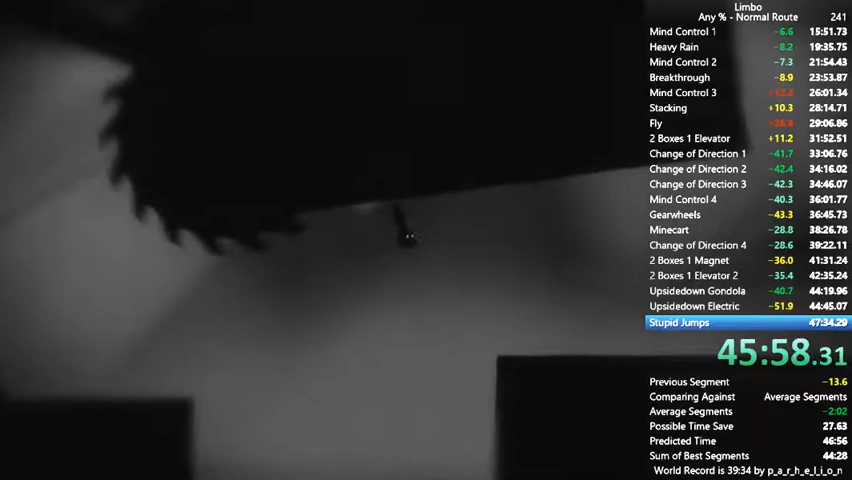 Limbo
Any % - Normal Route 241
Mind Control 1 -6.6 15:51.73
Heavy Rain -8.2 19:35.75
Mind Control 2 -7.3 21:54.43
Breakthrough -8.9 23:53.87
Mind Control 3 +12.2 26:01.34
Stacking +10.3 28:14.71
Fly +26.8 29:06.86
2 Boxes 1 Elevator +11.2 31:52.51
Change of Direction 1 -41.7 33:06.76
Change of Direction 2 -42.4 34:16.02
Change of Direction 3 -42.3 34:46.07
Mind Control 4 -40.3 36:01.77
Gearwheels -43.3 36:45.73
Minecart -28.8 38:26.78
Change of Direction 4 -28.6 39:22.11
2 Boxes 1 Magnet -36.0 41:31.24
2 Boxes 1 Elevator 2 -35.4 42:35.24
Upsidedown Gondola -40.7 44:19.96
Upsidedown Electric -51.9 44:45.07
Stupid Jumps 47:34.29
45:58.31
Previous Segment -13.6
Comparing Against Average Segments
Average Segments -2:02
Possible Time Save 27.63
Predicted Time 46:56
Sum of Best Segments 44:28
World Record is 39:34 by p_a_r_h_e_l_i_o_n